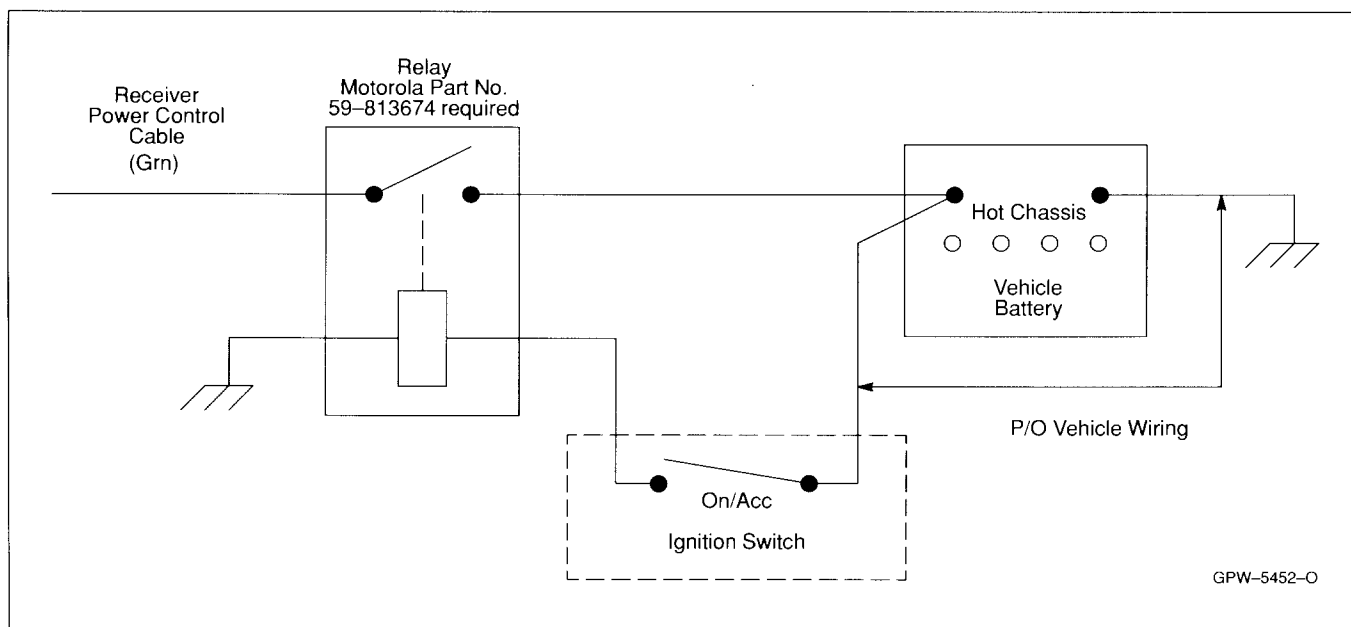 Receiver
Power Control
Cable
(Grn)
Relay
Motorola Part No.
59–813674 required
Hot Chassis
Vehicle
Battery
P/O Vehicle Wiring
On/Acc
Ignition Switch
GPW–5452–O